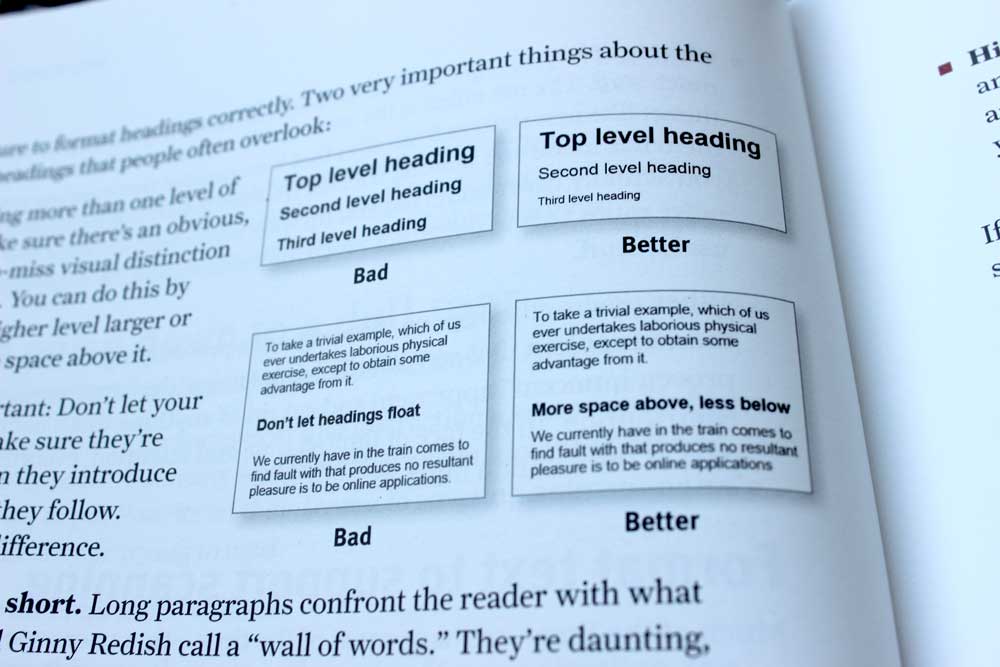 ure to format headings correctly. Two very important things about the
headings that people often overlook:
ng more than one level of
ke sure there's an obvious,
-miss visual distinction
. You can do this by
igher level larger or
space above it.
Top level heading
Second level heading
Third level heading
Bad
Top level heading
Second level heading
Third level heading
Better
rtant: Don't let your
ake sure they're
n they introduce
they follow.
ifference.
To take a trivial example, which of us
ever undertakes laborious physical
exercise, except to obtain some
advantage from it.
Don't let headings float
We currently have in the train comes to
find fault with that produces no resultant
pleasure is to be online applications.
Bad
To take a trivial example, which of us
ever undertakes laborious physical
exercise, except to obtain some
advantage from it.
More space above, less below
We currently have in the train comes to
find fault with that produces no resultant
pleasure is to be online applications
Better
short. Long paragraphs confront the reader with what
Ginny Redish call a “wall of words.” They're daunting,
Hi
an
a
y
If
s